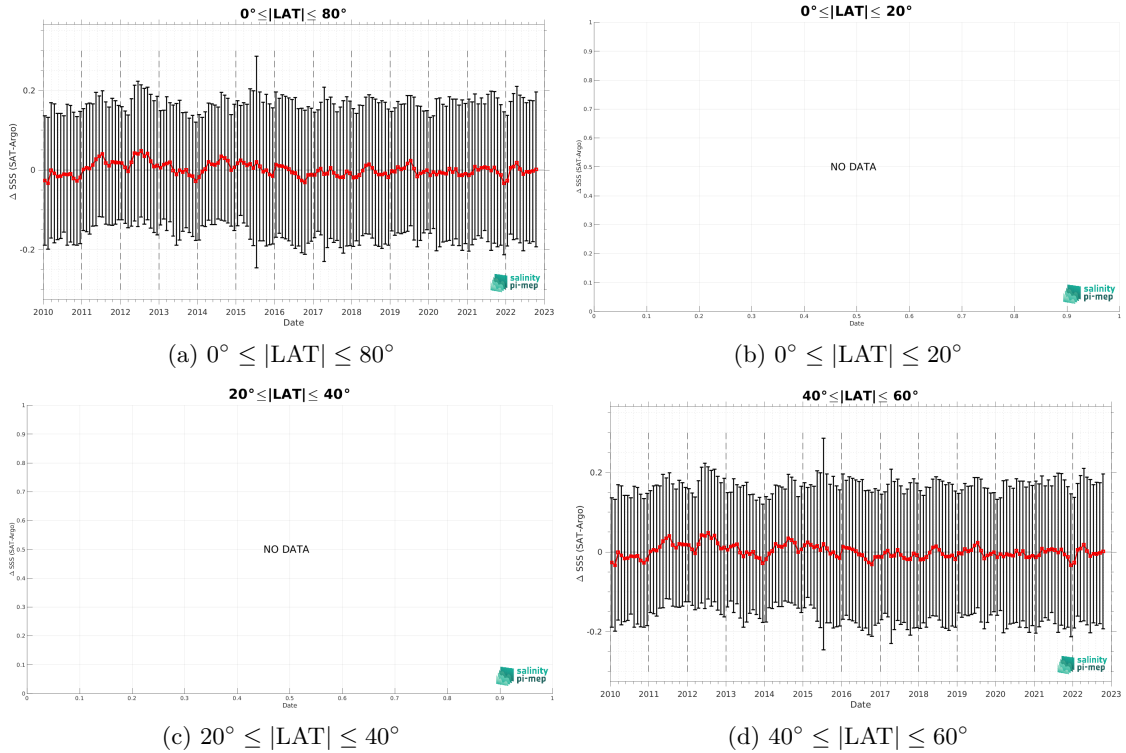 0°≤|LAT|≤ 80°
Δ SSS (SAT-Argo)
0.2
0
-0.2
salinity
pi-mep
2010 2011 2012 2013 2014 2015 2016 2017 2018 2019 2020 2021 2022 2023
Date
(a) 0° ≤ |LAT| ≤ 80°
0°≤|LAT|≤ 20°
Δ SSS (SAT-Argo)
1
0.9
0.8
0.7
0.6
0.5
0.4
0.3
0.2
0.1
0
NO DATA
salinity
pi-mep
0 0.1 0.2 0.3 0.4 0.5 0.6 0.7 0.8 0.9 1
Date
(b) 0° ≤ |LAT| ≤ 20°
20°≤|LAT|≤ 40°
Δ SSS (SAT-Argo)
1
0.9
0.8
0.7
0.6
0.5
0.4
0.3
0.2
0.1
0
NO DATA
salinity
pi-mep
0 0.1 0.2 0.3 0.4 0.5 0.6 0.7 0.8 0.9 1
Date
(c) 20° ≤ |LAT| ≤ 40°
40°≤|LAT|≤ 60°
Δ SSS (SAT-Argo)
0.2
0
-0.2
salinity
pi-mep
2010 2011 2012 2013 2014 2015 2016 2017 2018 2019 2020 2021 2022 2023
Date
(d) 40° ≤ |LAT| ≤ 60°